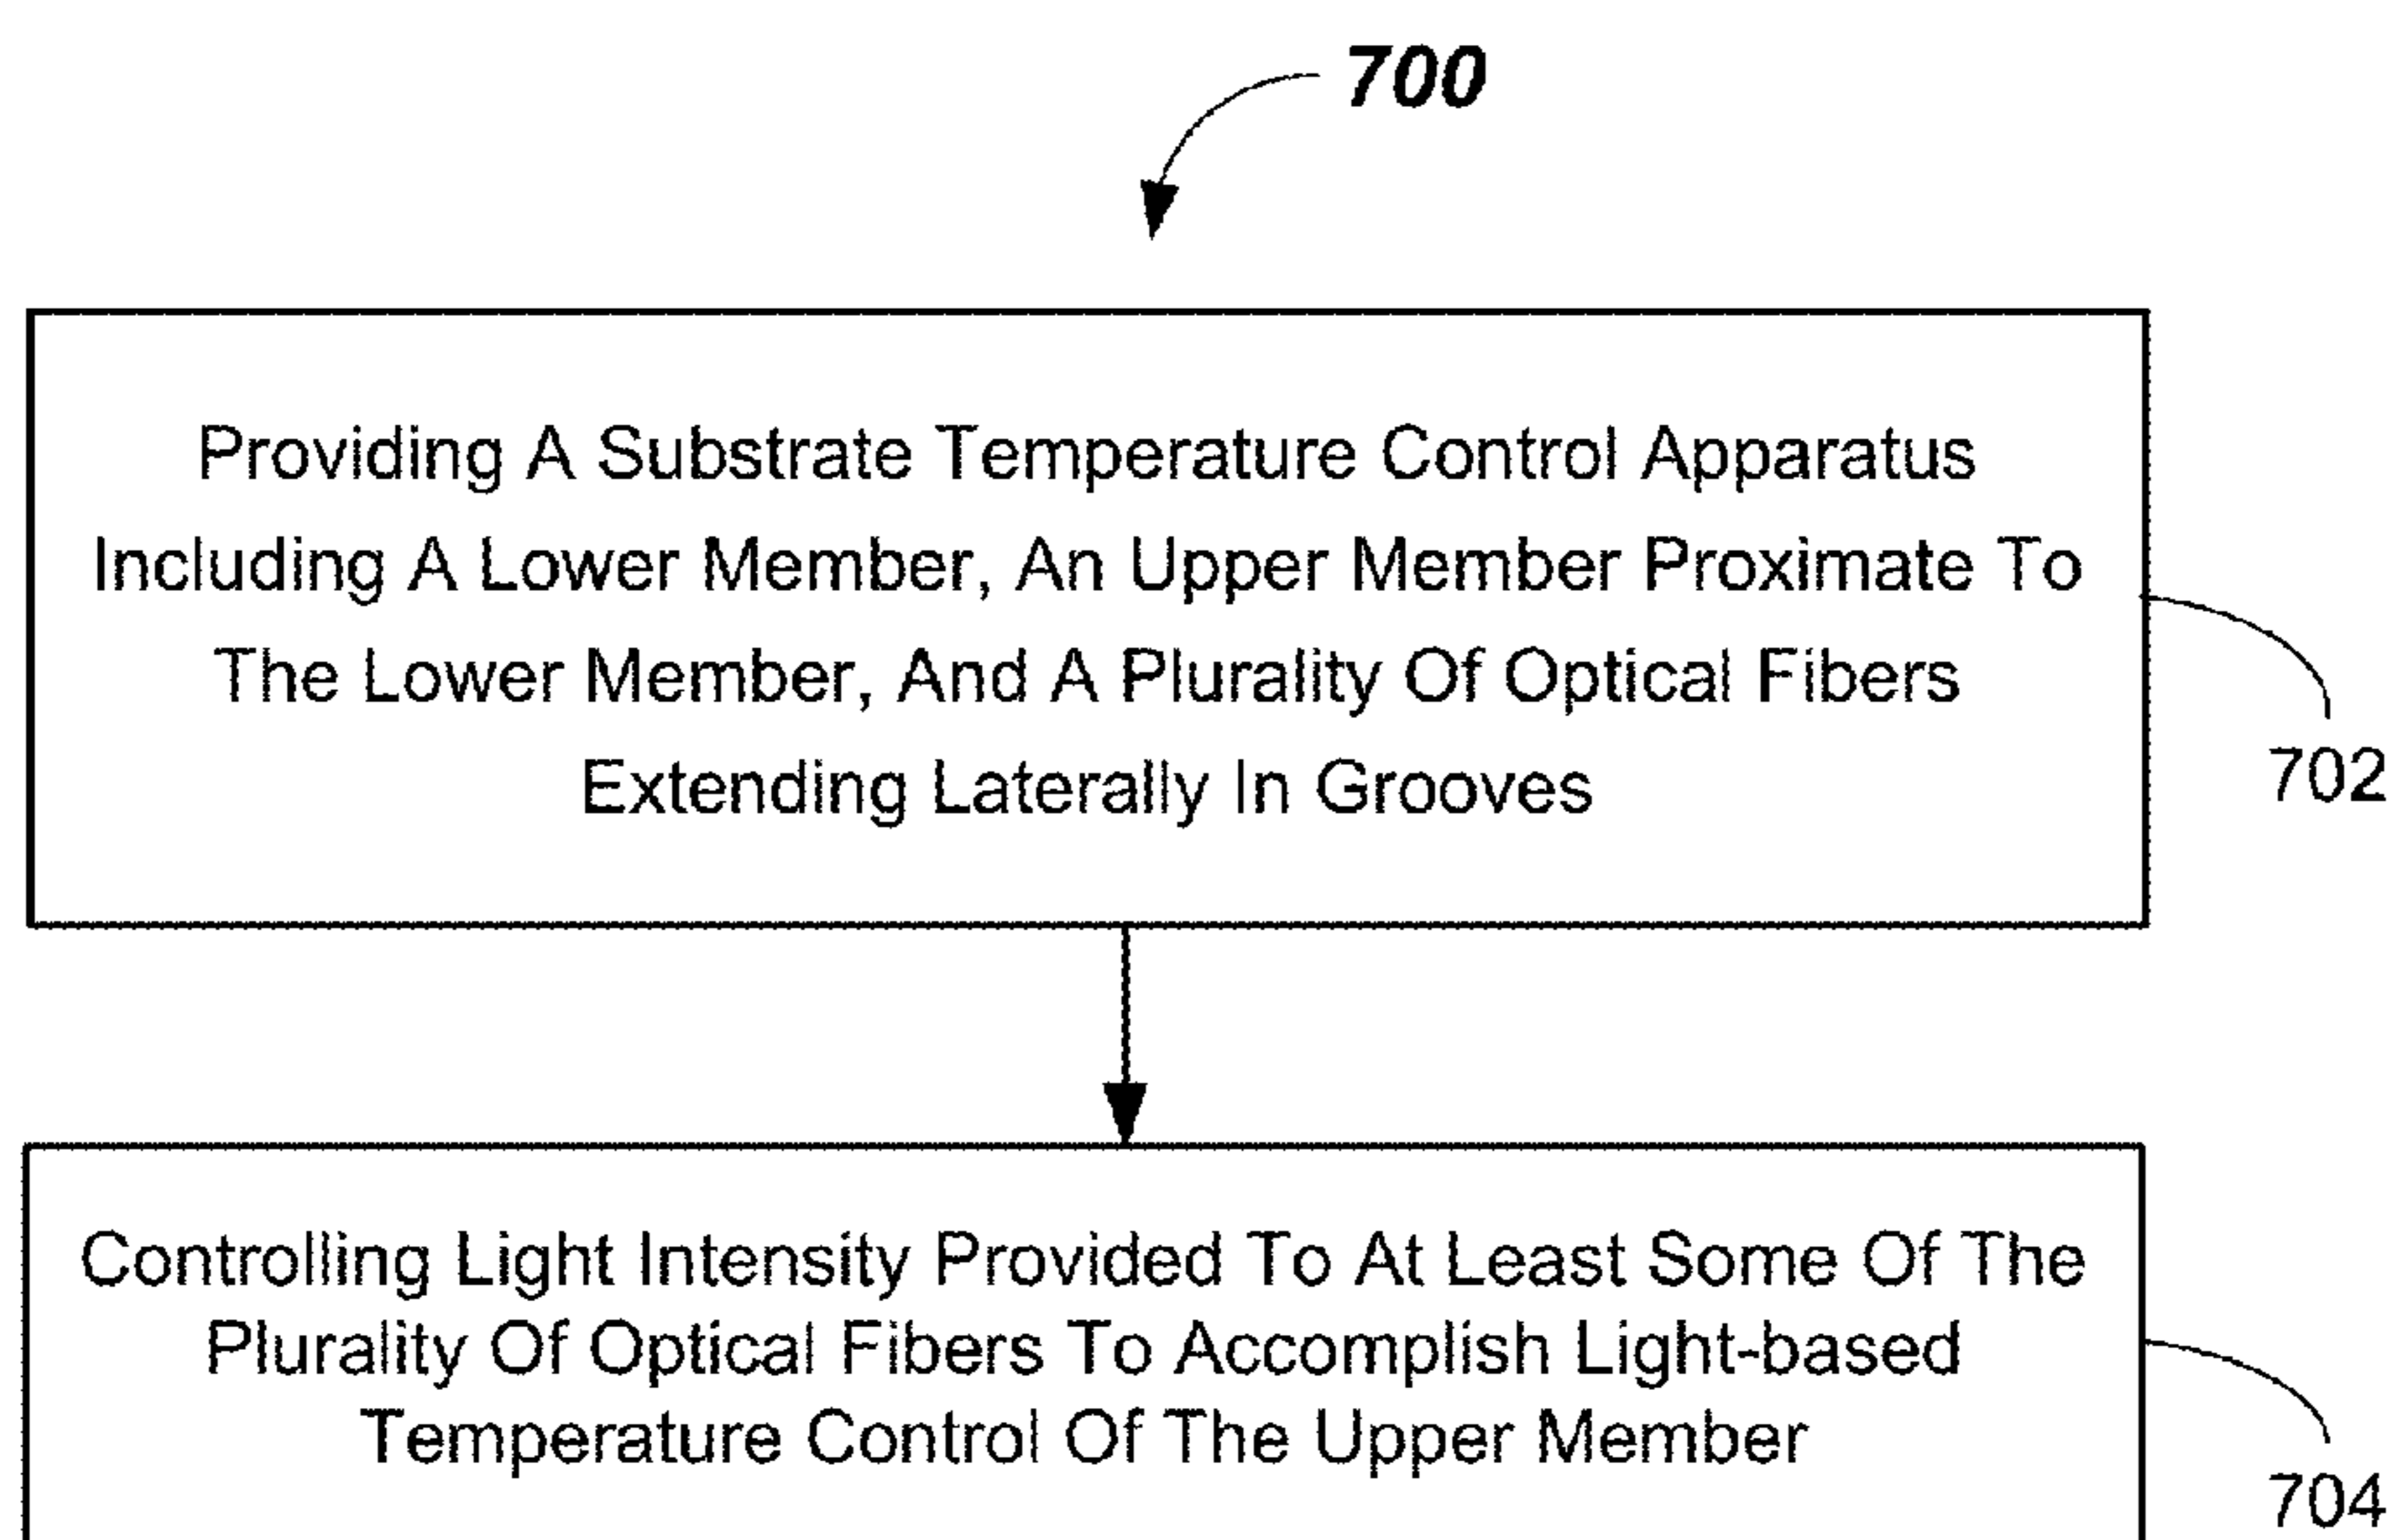 700
Providing A Substrate Temperature Control Apparatus
Including A Lower Member, An Upper Member Proximate To
The Lower Member, And A Plurality Of Optical Fibers
Extending Laterally In Grooves
702
Controlling Light Intensity Provided To At Least Some Of The
Plurality Of Optical Fibers To Accomplish Light-based
Temperature Control Of The Upper Member
704